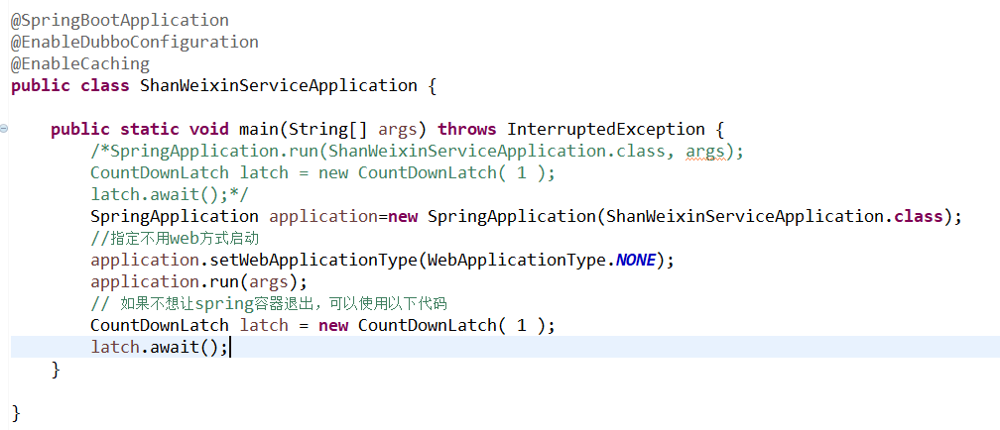 @SpringBootApplication
@EnableDubboConfiguration
@EnableCaching
public class ShanWeixinServiceApplication {
public static void main(String[] args) throws InterruptedException {
/*SpringApplication.run(ShanWeixinServiceApplication.class, args);
CountDownLatch latch = new CountDownLatch( 1 );
latch.await();*/
SpringApplication application=new SpringApplication(ShanWeixinServiceApplication.class);
//指定不用web方式启动
application.setWebApplicationType(WebApplicationType.NONE);
application.run(args);
// 如果不想让spring容器退出，可以使用以下代码
CountDownLatch latch = new CountDownLatch( 1 );
latch.await();
}
}